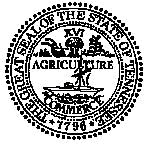 THE GREAT SEAL OF THE STATE OF TENNESSEE
XVI
AGRICULTURE
COMMERCE
1796